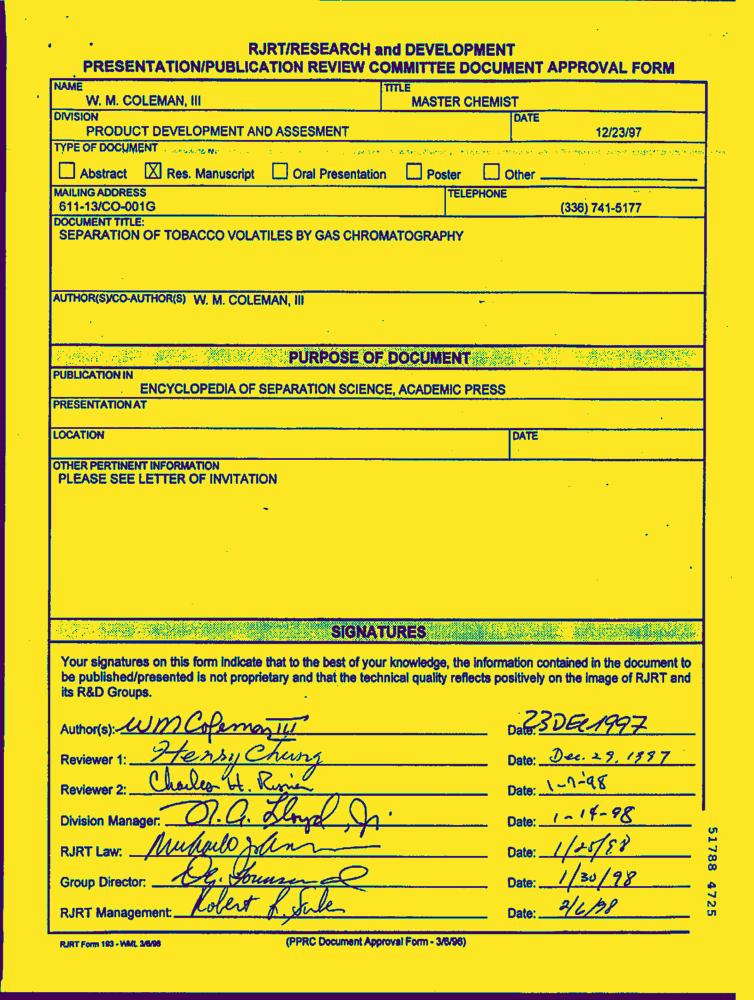 RJRT/RESEARCH and DEVELOPMENT
PRESENTATION/PUBLICATION REVIEW COMMITTEE DOCUMENT APPROVAL FORM
NAME TITLE
W. M. COLEMAN, III MASTER CHEMIST
DIVISION DATE
PRODUCT DEVELOPMENT AND ASSESMENT 12/23/97
TYPE OF DOCUMENT
Abstract X Res. Manuscript Oral Presentation Poster Other
MAILING ADDRESS TELEPHONE
611-13/CO-001G (336) 741-5177
DOCUMENT TITLE:
SEPARATION OF TOBACCO VOLATILES BY GAS CHROMATOGRAPHY
AUTHOR(S)/CO-AUTHOR(S) W. M. COLEMAN, III
PURPOSE OF DOCUMENT
PUBLICATION IN
ENCYCLOPEDIA OF SEPARATION SCIENCE, ACADEMIC PRESS
PRESENTATION AT
LOCATION DATE
OTHER PERTINENT INFORMATION
PLEASE SEE LETTER OF INVITATION
SIGNATURES
Your signatures on this form indicate that to the best of your knowledge, the information contained in the document to
be published/presented is not proprietary and that the technical quality reflects positively on the image of RJRT and
its R&D Groups.
Author(s): WM Coleman III Date: 23 DEC 1997
Reviewer 1: Henry Chung Date: Dec. 29, 1997
Reviewer 2: Charles H. Date: 1-7-98
Division Manager: Lloyd, Jr. Date: 1-14-98
RJRT Law: Date: 1/28/98
Group Director: Date: 1/30/98
RJRT Management: Robert Date: 2/6/98
51788 4725
RJRT Form 193 - WML 3/6/96 (PPRC Document Approval Form - 3/6/96)